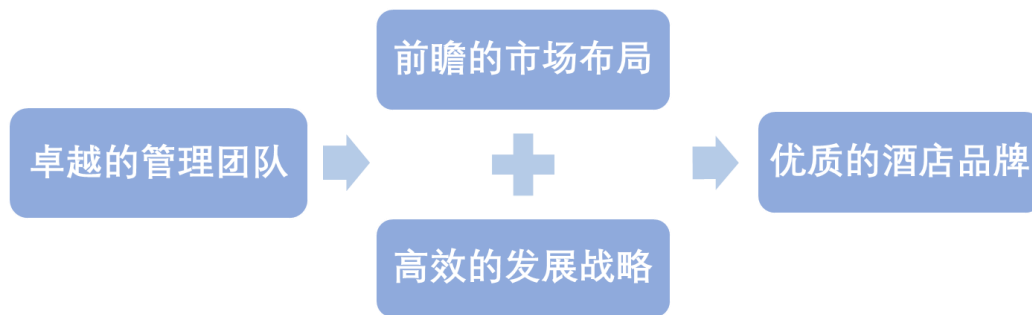 卓越的管理团队
前瞻的市场布局
高效的发展战略
优质的酒店品牌